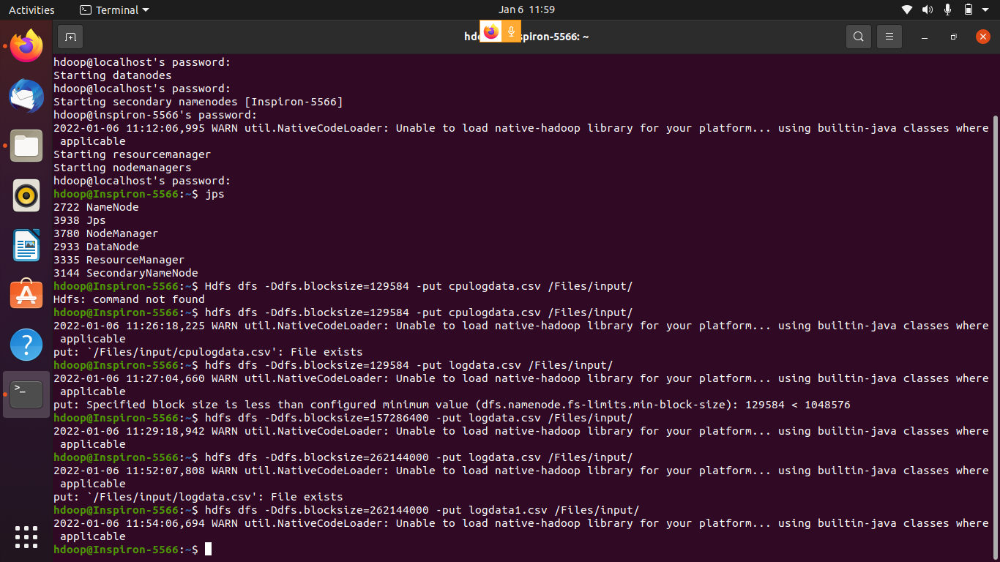 Activities
Terminal
Jan 6 11:59
hdoop@localhost's password:
Starting datanodes
hdoop@localhost's password:
Starting secondary namenodes [Inspiron-5566]
hdoop@inspiron-5566's password:
2022-01-06 11:12:06,995 WARN util.NativeCodeLoader: Unable to load native-hadoop library for your platform... using builtin-java classes where
applicable
Starting resourcemanager
Starting nodemanagers
hdoop@localhost's password:
hdoop@Inspiron-5566:~$ jps
2722 NameNode
3938 Jps
3780 NodeManager
2933 DataNode
3335 ResourceManager
3144 SecondaryNameNode
hdoop@Inspiron-5566:~$ Hdfs dfs -Ddfs.blocksize=129584 -put cpulogdata.csv /Files/input/
Hdfs: command not found
hdoop@Inspiron-5566:~$ hdfs dfs -Ddfs.blocksize=129584 -put cpulogdata.csv /Files/input/
2022-01-06 11:26:18,225 WARN util.NativeCodeLoader: Unable to load native-hadoop library for your platform... using builtin-java classes where
applicable
put: `/Files/input/cpulogdata.csv': File exists
hdoop@Inspiron-5566:~$ hdfs dfs -Ddfs.blocksize=129584 -put logdata.csv /Files/input/
2022-01-06 11:27:04,660 WARN util.NativeCodeLoader: Unable to load native-hadoop library for your platform... using builtin-java classes where
applicable
put: Specified block size is less than configured minimum value (dfs.namenode.fs-limits.min-block-size): 129584 < 1048576
hdoop@Inspiron-5566:~$ hdfs dfs -Ddfs.blocksize=157286400 -put logdata.csv /Files/input/
2022-01-06 11:29:18,942 WARN util.NativeCodeLoader: Unable to load native-hadoop library for your platform... using builtin-java classes where
applicable
hdoop@Inspiron-5566:~$ hdfs dfs -Ddfs.blocksize=262144000 -put logdata.csv /Files/input/
2022-01-06 11:52:07,808 WARN util.NativeCodeLoader: Unable to load native-hadoop library for your platform... using builtin-java classes where
applicable
put: `/Files/input/logdata.csv': File exists
hdoop@Inspiron-5566:~$ hdfs dfs -Ddfs.blocksize=262144000 -put logdata1.csv /Files/input/
2022-01-06 11:54:06,694 WARN util.NativeCodeLoader: Unable to load native-hadoop library for your platform... using builtin-java classes where
applicable
hdoop@Inspiron-5566:~$